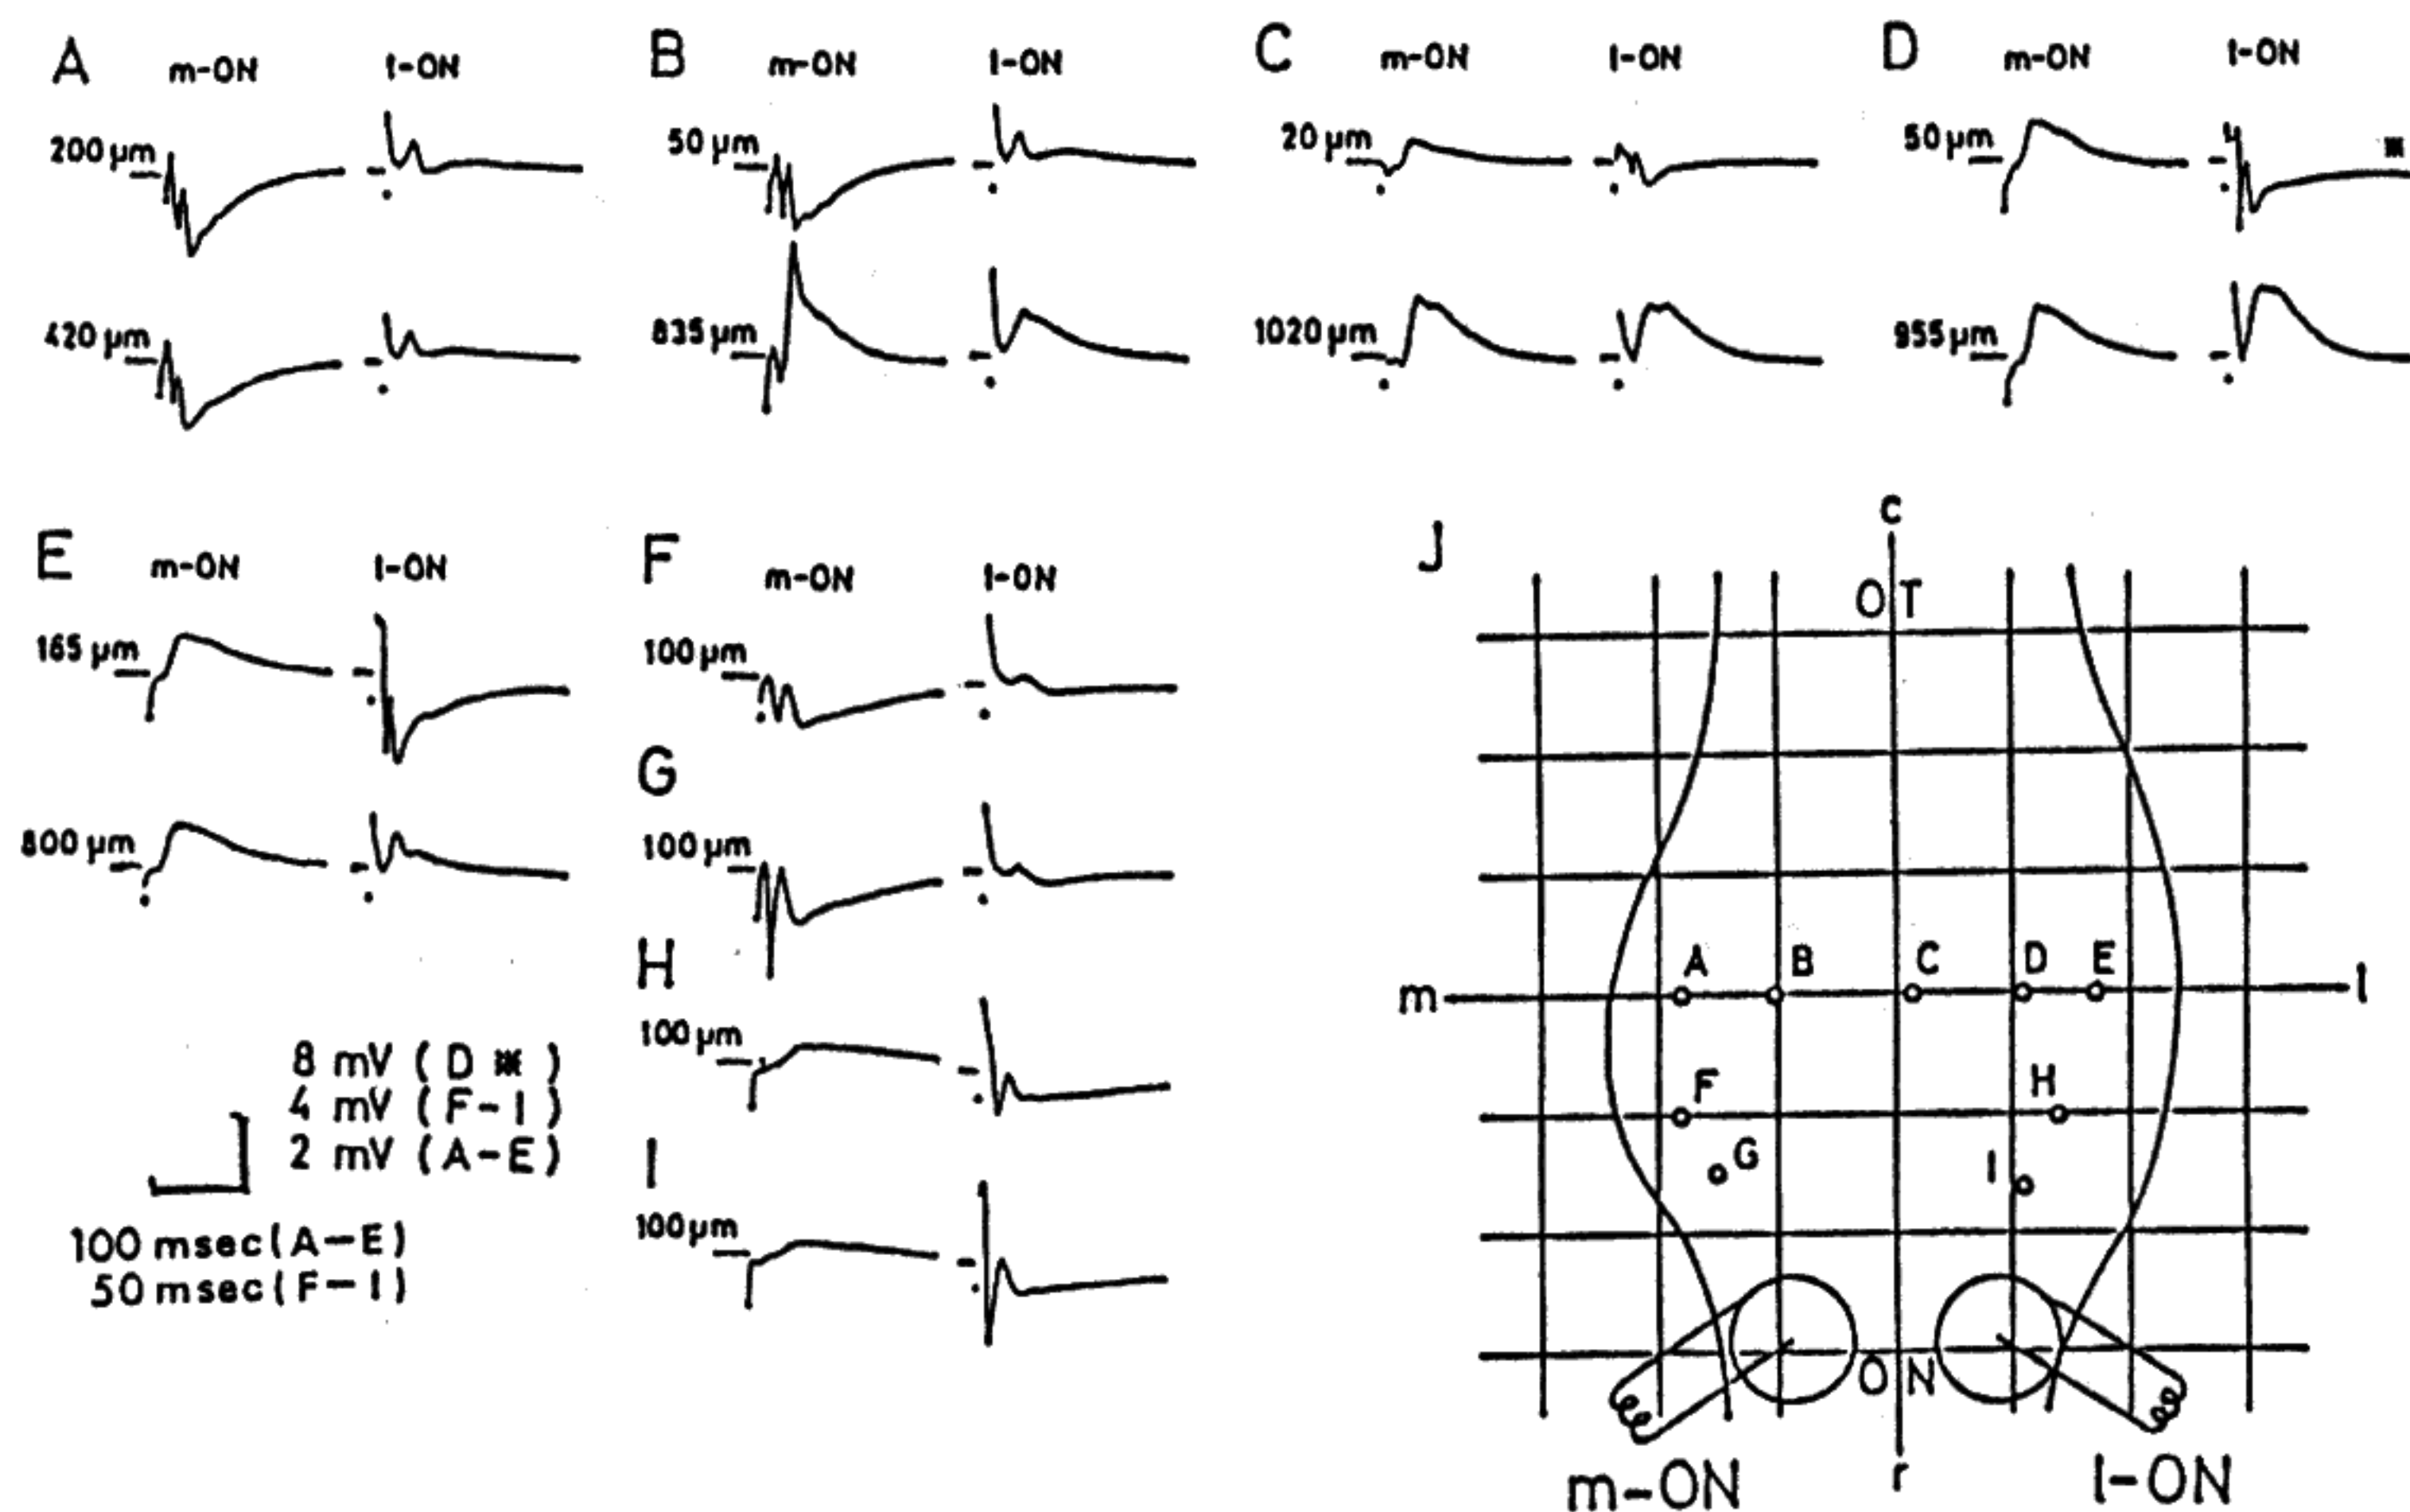 A m-ON l-ON
200 µm
420 µm
B m-ON l-ON
50 µm
835 µm
C m-ON l-ON
20 µm
1020 µm
D m-ON l-ON
50 µm ※
955 µm
E m-ON l-ON
165 µm
800 µm
F m-ON l-ON
100 µm
G
100 µm
H
100 µm
I
100 µm
8 mV ( D ※ )
4 mV ( F - I )
2 mV ( A - E )
100 msec ( A - E )
50 msec ( F - I )
J
c
OT
A B C D E
m l
F H
G I
ON
m-ON r l-ON